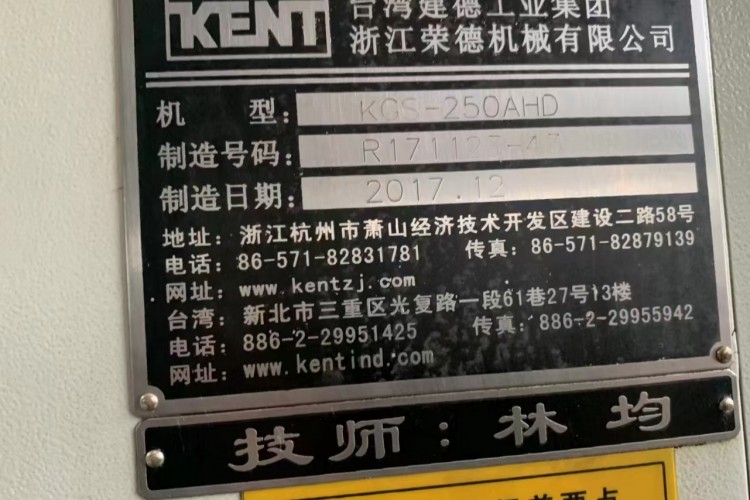 KENT
台湾建德工业集团
浙江荣德机械有限公司
机 型: KGS-250AHD
制造号码:
制造日期: 2017.12
地址: 浙江杭州市萧山经济技术开发区建设二路58号
电话: 86-571-82831781 传真: 86-571-82879139
网址: www.kentzj.com
台湾: 新北市三重区光复路一段61巷27号13楼
电话: 886-2-29951425 传真: 886-2-29955942
网址: www.kentind.com
技师: 林均